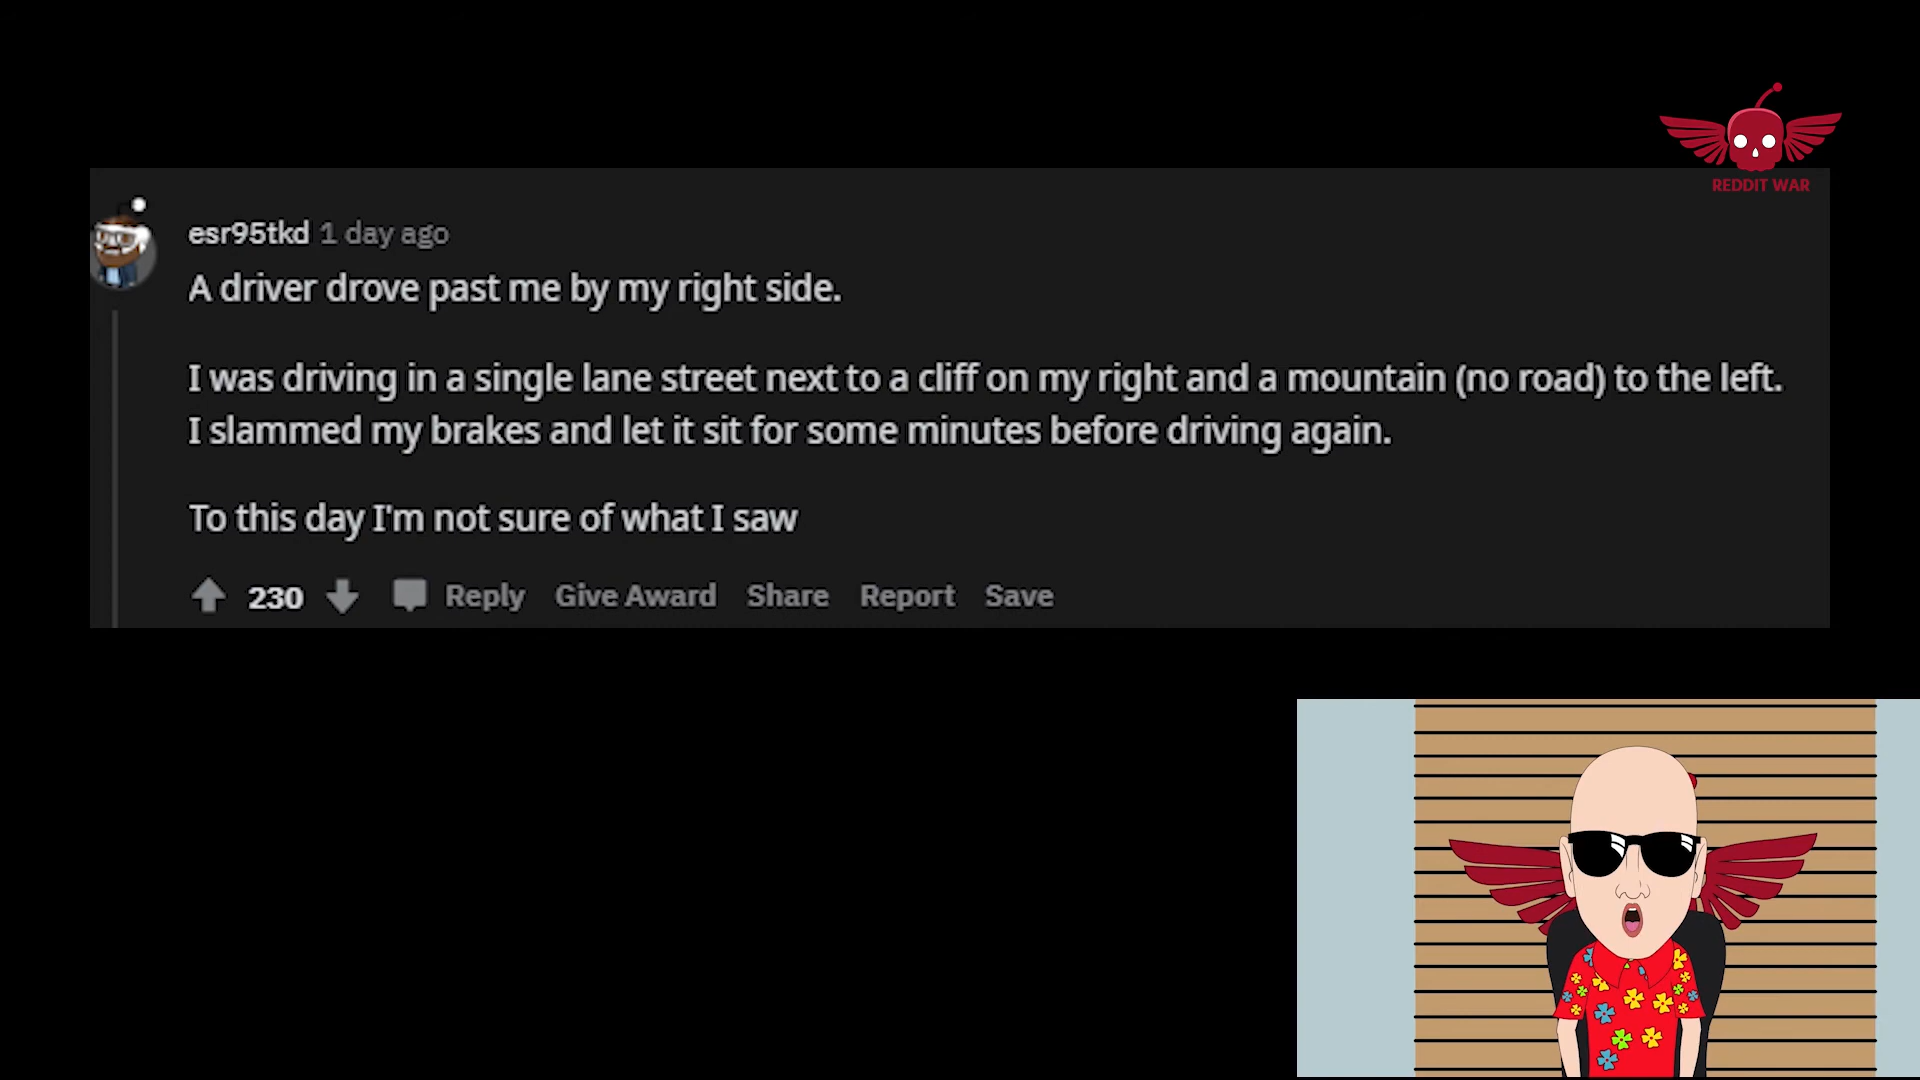 REDDIT WAR
esr95tkd 1 day ago
A driver drove past me by my right side.
I was driving in a single lane street next to a cliff on my right and a mountain (no road) to the left.
I slammed my brakes and let it sit for some minutes before driving again.
To this day I'm not sure of what I saw
230 Reply Give Award Share Report Save